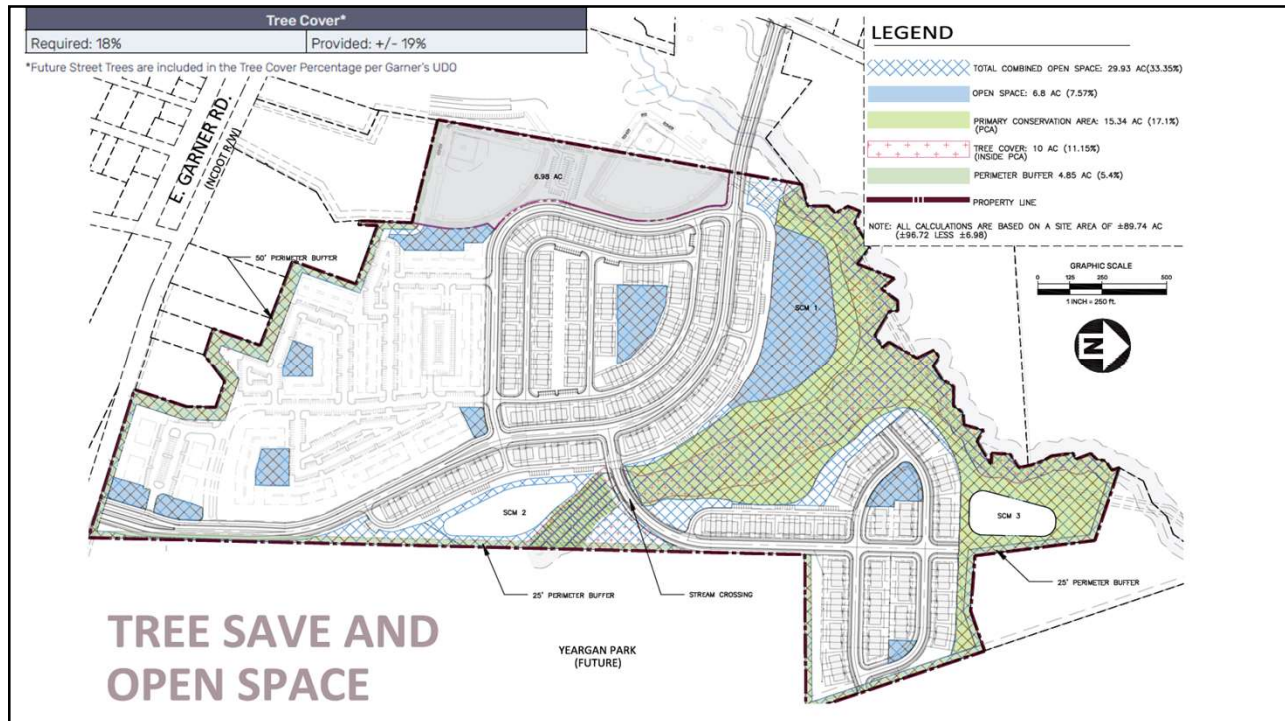 Tree Cover*
Required: 18%
Provided: +/- 19%
*Future Street Trees are included in the Tree Cover Percentage per Garner's UDO
E. GARNER RD.
(NCDOT R/W)
6.98 AC
50' PERIMETER BUFFER
SCM 1
SCM 2
SCM 3
25' PERIMETER BUFFER
STREAM CROSSING
25' PERIMETER BUFFER
YEARGAN PARK
(FUTURE)
TREE SAVE AND
OPEN SPACE
LEGEND
TOTAL COMBINED OPEN SPACE: 29.93 AC(33.35%)
OPEN SPACE: 6.8 AC (7.57%)
PRIMARY CONSERVATION AREA: 15.34 AC (17.1%)
(PCA)
TREE COVER: 10 AC (11.15%)
(INSIDE PCA)
PERIMETER BUFFER 4.85 AC (5.4%)
PROPERTY LINE
NOTE: ALL CALCULATIONS ARE BASED ON A SITE AREA OF ±89.74 AC
(±96.72 LESS ±6.98)
GRAPHIC SCALE
0 125 250 500
1 INCH = 250 ft.
N